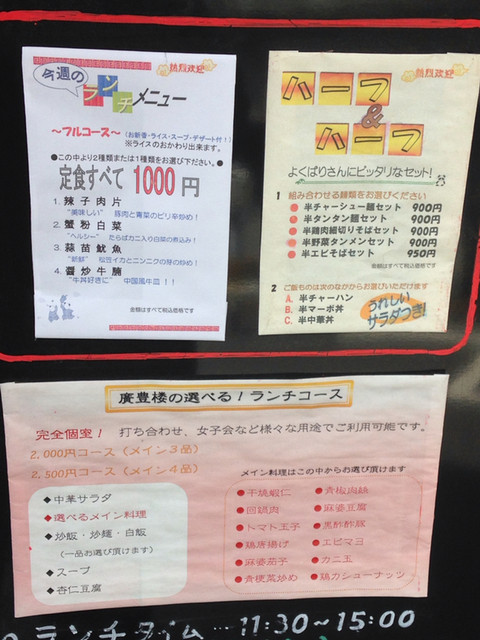 熱烈歓迎
今週の
ランチメニュー
～フルコース～ (お新香・ライス・スープ・デザート付!)
※ライスのおかわり出来ます。
●この中より2種類または1種類をお選び下さい。●
定食すべて 1000 円
1. 辣子肉片
"美味しい" 豚肉と青菜のピリ辛炒め!
2. 蟹粉白菜
"ヘルシー" たらばカニ入り白菜の煮込み!
3. 蒜苗魷魚
"新鮮" 松笠イカとニンニクの芽の炒め!
4. 醤炒牛腩
"牛丼好きに" 中国風牛皿!!
金額はすべて税込価格です
熱烈歓迎
ハーフ
&
ハーフ
よくばりさんにピッタリなセット!
1 組み合わせる麺類をお選びください
● 半チャーシュー麺セット 900円
● 半タンタン麺セット 900円
● 半鶏肉細切りそばセット 900円
● 半野菜タンメンセット 900円
● 半エビそばセット 950円
金額はすべて税込価格です
2 ご飯ものは次のなかからお選びいただけます
A. 半チャーハン
B. 半マーボ丼
C. 半中華丼
うれしい
サラダつき!
廣豊楼の選べる!ランチコース
完全個室! 打ち合わせ、女子会など様々な用途でご利用可能です。
2,000円コース(メイン3品)
2,500円コース(メイン4品)
◆中華サラダ
◆選べるメイン料理
◆炒飯・炒麺・白飯
(一品お選び頂けます)
◆スープ
◆杏仁豆腐
メイン料理はこの中からお選び頂けます
●干焼蝦仁
●回鍋肉
●トマト玉子
●鶏唐揚げ
●麻婆茄子
●青梗菜炒め
●青椒肉絲
●麻婆豆腐
●黒酢酢豚
●エビマヨ
●カニ玉
●鶏カシューナッツ
ランチタイム…11:30～15:00